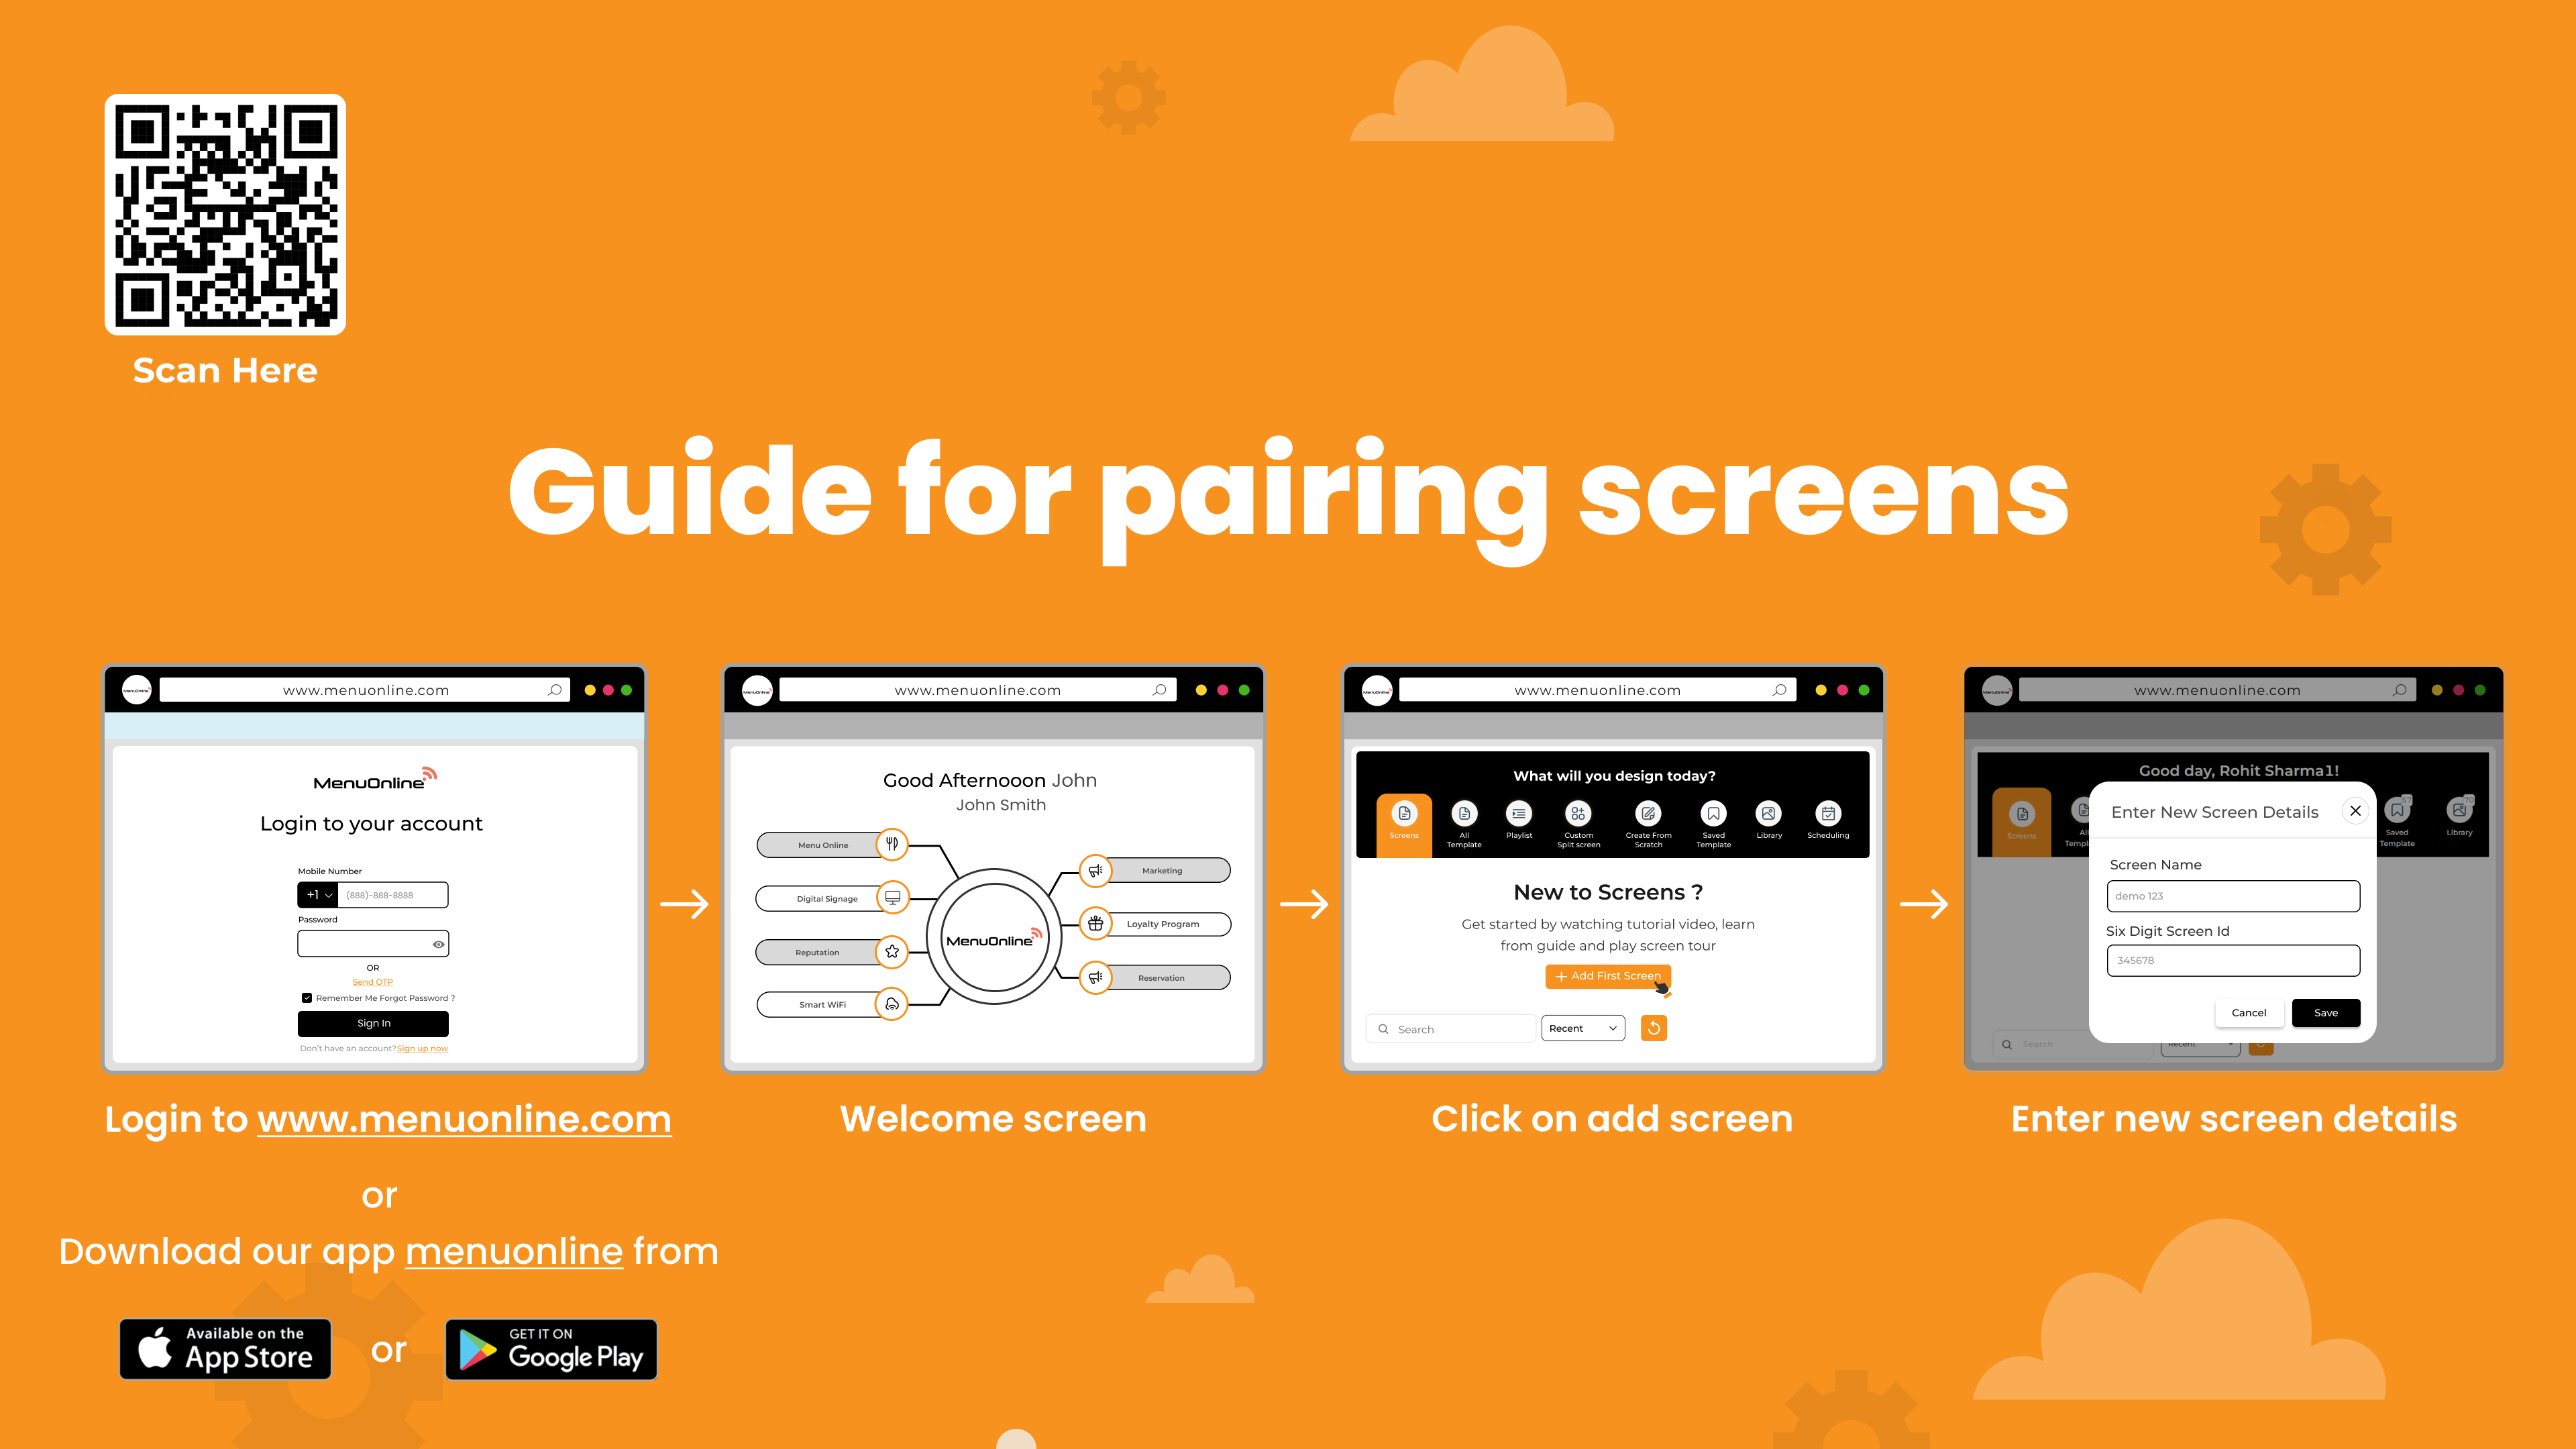 Scan Here
Guide for pairing screens
www.menuonline.com
MenuOnline
Login to your account
Mobile Number
+1 (888)-888-8888
Password
OR
Send OTP
Remember Me Forgot Password ?
Sign In
Don't have an account? Sign up now
Login to www.menuonline.com
or
Download our app menuonline from
Available on the
App Store
or
GET IT ON
Google Play
www.menuonline.com
Good Afternooon John
John Smith
Menu Online
Digital Signage
Reputation
Smart WiFi
MenuOnline
Marketing
Loyalty Program
Reservation
Welcome screen
www.menuonline.com
What will you design today?
Screens
All
Template
Playlist
Custom
Split screen
Create From
Scratch
Saved
Template
Library
Scheduling
New to Screens ?
Get started by watching tutorial video, learn
from guide and play screen tour
+ Add First Screen
Search
Recent
Click on add screen
www.menuonline.com
Good day, Rohit Sharma1!
Screens
Saved
Template
Library
Enter New Screen Details
Screen Name
demo 123
Six Digit Screen Id
345678
Cancel
Save
Search
Recent
Enter new screen details